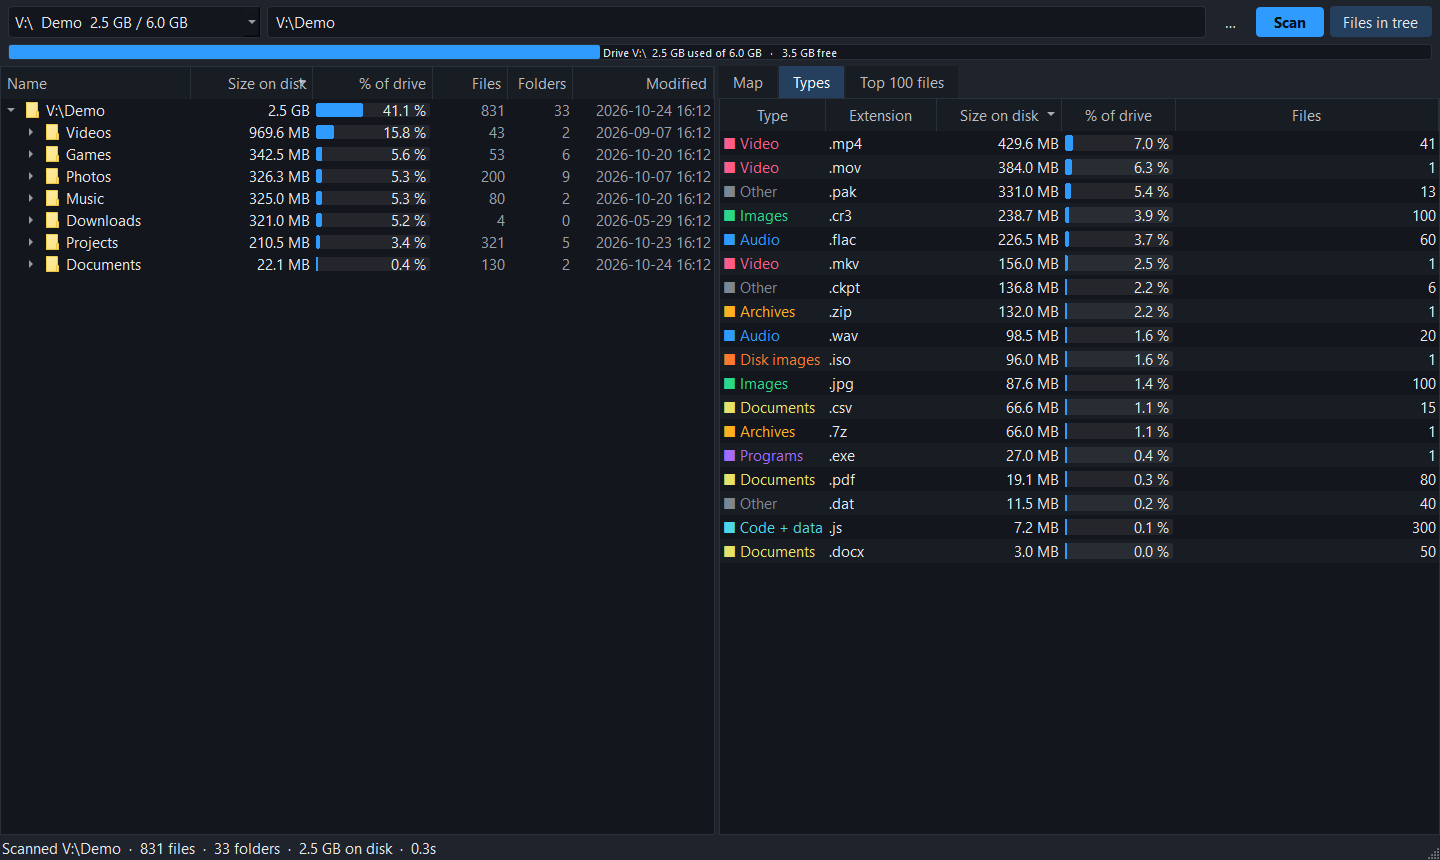 V:\ Demo 2.5 GB / 6.0 GB V:\Demo ... Scan Files in tree
Drive V:\ 2.5 GB used of 6.0 GB · 3.5 GB free
Name Size on disk % of drive Files Folders Modified
V:\Demo 2.5 GB 41.1 % 831 33 2026-10-24 16:12
Videos 969.6 MB 15.8 % 43 2 2026-09-07 16:12
Games 342.5 MB 5.6 % 53 6 2026-10-20 16:12
Photos 326.3 MB 5.3 % 200 9 2026-10-07 16:12
Music 325.0 MB 5.3 % 80 2 2026-10-20 16:12
Downloads 321.0 MB 5.2 % 4 0 2026-05-29 16:12
Projects 210.5 MB 3.4 % 321 5 2026-10-23 16:12
Documents 22.1 MB 0.4 % 130 2 2026-10-24 16:12
Map Types Top 100 files
Type Extension Size on disk % of drive Files
Video .mp4 429.6 MB 7.0 % 41
Video .mov 384.0 MB 6.3 % 1
Other .pak 331.0 MB 5.4 % 13
Images .cr3 238.7 MB 3.9 % 100
Audio .flac 226.5 MB 3.7 % 60
Video .mkv 156.0 MB 2.5 % 1
Other .ckpt 136.8 MB 2.2 % 6
Archives .zip 132.0 MB 2.2 % 1
Audio .wav 98.5 MB 1.6 % 20
Disk images .iso 96.0 MB 1.6 % 1
Images .jpg 87.6 MB 1.4 % 100
Documents .csv 66.6 MB 1.1 % 15
Archives .7z 66.0 MB 1.1 % 1
Programs .exe 27.0 MB 0.4 % 1
Documents .pdf 19.1 MB 0.3 % 80
Other .dat 11.5 MB 0.2 % 40
Code + data .js 7.2 MB 0.1 % 300
Documents .docx 3.0 MB 0.0 % 50
Scanned V:\Demo · 831 files · 33 folders · 2.5 GB on disk · 0.3s